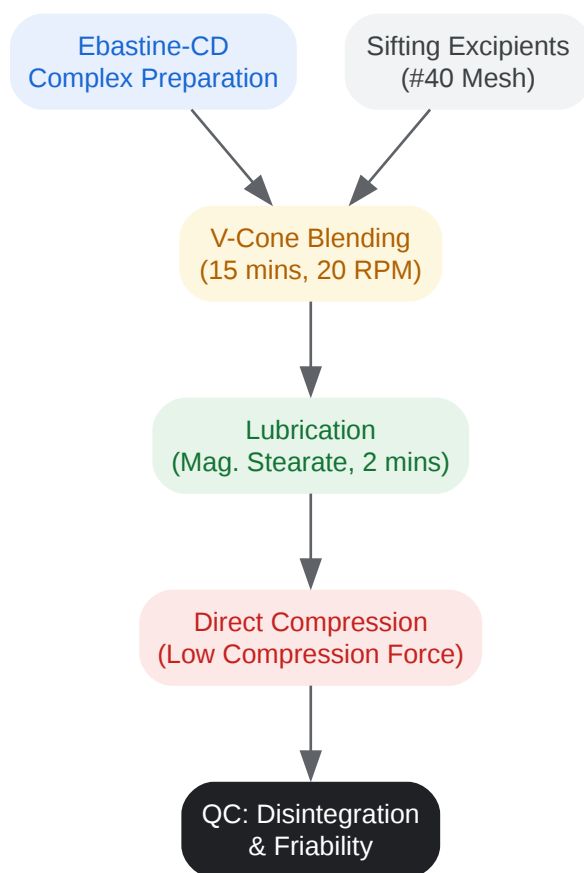 Ebastine-CD
Complex Preparation
Sifting Excipients
(#40 Mesh)
V-Cone Blending
(15 mins, 20 RPM)
Lubrication
(Mag. Stearate, 2 mins)
Direct Compression
(Low Compression Force)
QC: Disintegration
& Friability